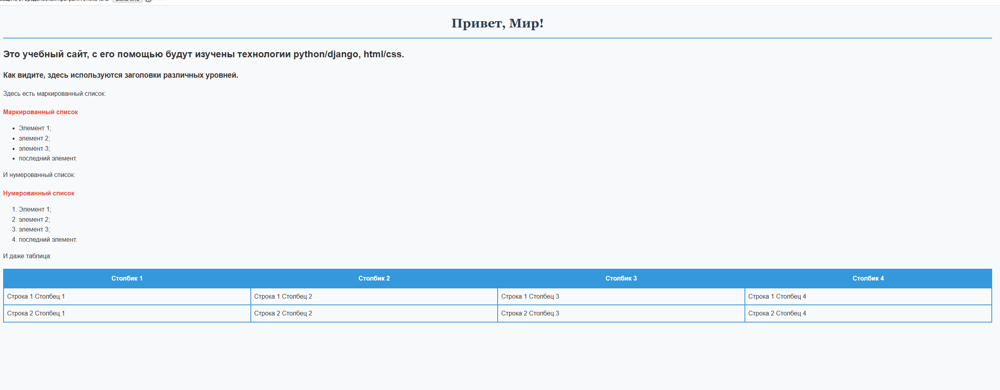 Привет, Мир!
Это учебный сайт, с его помощью будут изучены технологии python/django, html/css.
Как видите, здесь используются заголовки различных уровней.
Здесь есть маркированный список:
Маркированный список
• Элемент 1;
• элемент 2;
• элемент 3;
• последний элемент.
И нумерованный список:
Нумерованный список
1. Элемент 1;
2. элемент 2;
3. элемент 3;
4. последний элемент.
И даже таблица:
Столбик 1 Столбик 2 Столбик 3 Столбик 4
Строка 1 Столбец 1 Строка 1 Столбец 2 Строка 1 Столбец 3 Строка 1 Столбец 4
Строка 2 Столбец 1 Строка 2 Столбец 2 Строка 2 Столбец 3 Строка 2 Столбец 4